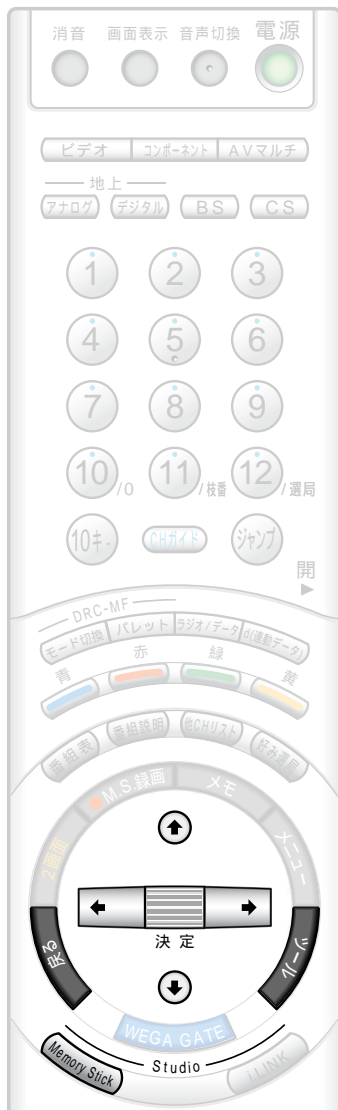 消音 画面表示 音声切換 電源
ビデオ コンポーネント AVマルチ
地上
アナログ デジタル BS CS
1 2 3
4 5 6
7 8 9
10 /0 11 /枝番 12 /選局
10キー CHガイド ジャンプ
開
DRC-MF
モード切換 パレット ラジオ/データ d(連動データ)
青 赤 緑 黄
番組表 番組説明 他CHリスト お好み選局
2画面 M.S.録画 メモ メニュー
決定
戻る ツール
WEGA GATE
Memory Stick Studio i.LINK